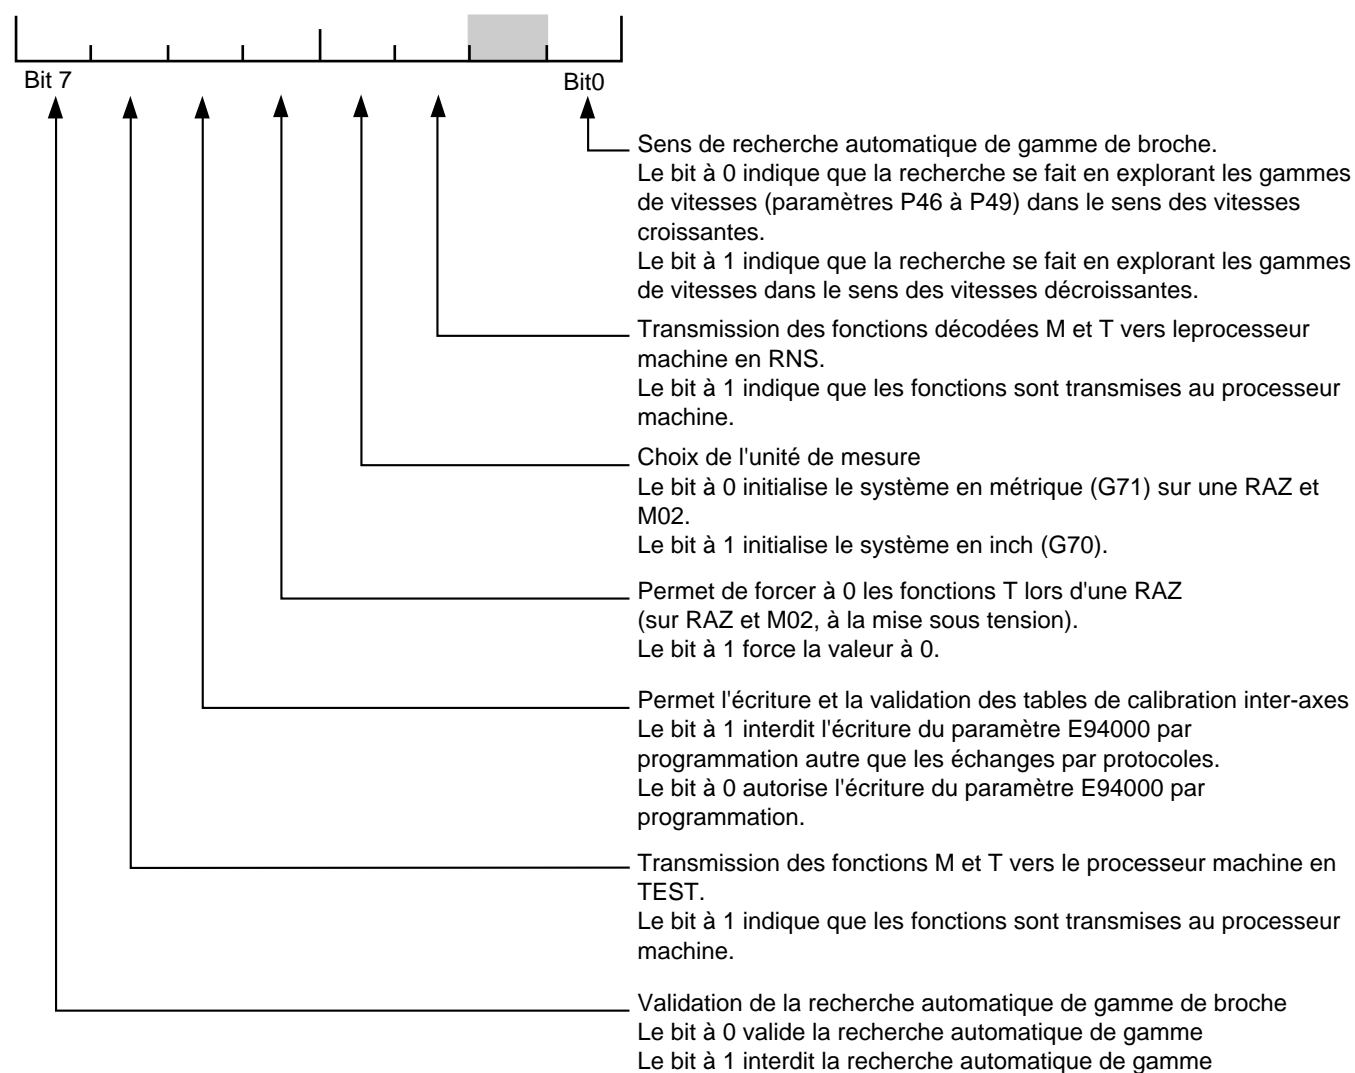 Bit 7
Bit0
Sens de recherche automatique de gamme de broche.
Le bit à 0 indique que la recherche se fait en explorant les gammes
de vitesses (paramètres P46 à P49) dans le sens des vitesses
croissantes.
Le bit à 1 indique que la recherche se fait en explorant les gammes
de vitesses dans le sens des vitesses décroissantes.
Transmission des fonctions décodées M et T vers leprocesseur
machine en RNS.
Le bit à 1 indique que les fonctions sont transmises au processeur
machine.
Choix de l'unité de mesure
Le bit à 0 initialise le système en métrique (G71) sur une RAZ et
M02.
Le bit à 1 initialise le système en inch (G70).
Permet de forcer à 0 les fonctions T lors d'une RAZ
(sur RAZ et M02, à la mise sous tension).
Le bit à 1 force la valeur à 0.
Permet l'écriture et la validation des tables de calibration inter-axes
Le bit à 1 interdit l'écriture du paramètre E94000 par
programmation autre que les échanges par protocoles.
Le bit à 0 autorise l'écriture du paramètre E94000 par
programmation.
Transmission des fonctions M et T vers le processeur machine en
TEST.
Le bit à 1 indique que les fonctions sont transmises au processeur
machine.
Validation de la recherche automatique de gamme de broche
Le bit à 0 valide la recherche automatique de gamme
Le bit à 1 interdit la recherche automatique de gamme